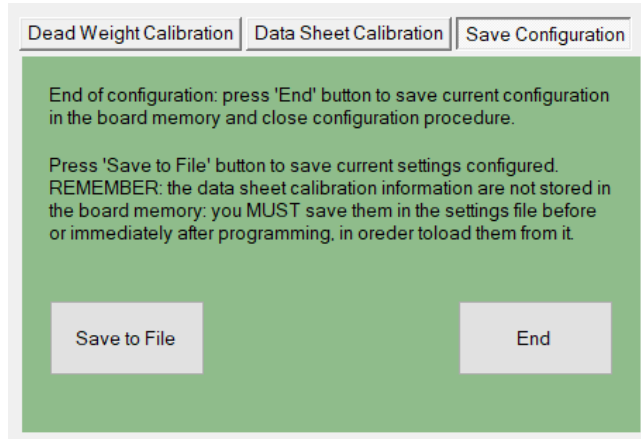 Dead Weight Calibration Data Sheet Calibration Save Configuration
End of configuration: press 'End' button to save current configuration
in the board memory and close configuration procedure.
Press 'Save to File' button to save current settings configured.
REMEMBER: the data sheet calibration information are not stored in
the board memory: you MUST save them in the settings file before
or immediately after programming, in oreder toload them from it.
Save to File End